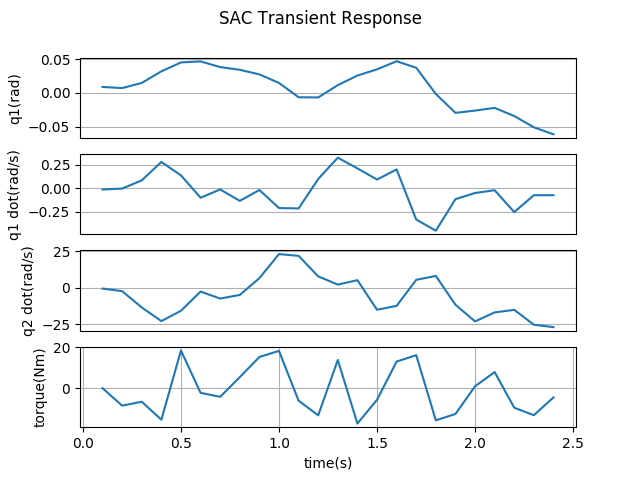 SAC Transient Response
q1(rad)
0.05
0.00
−0.05
q1 dot(rad/s)
0.25
0.00
−0.25
q2 dot(rad/s)
25
0
−25
torque(Nm)
20
0
0.0 0.5 1.0 1.5 2.0 2.5
time(s)